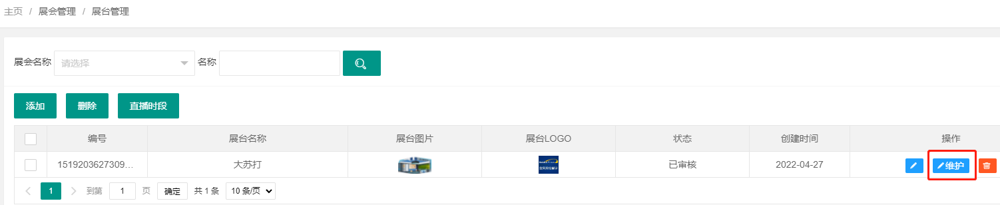 主页 / 展会管理 / 展台管理
展会名称 请选择 名称
添加 删除 直播时段
编号 展台名称 展台图片 展台LOGO 状态 创建时间 操作
1519203627309... 大苏打 已审核 2022-04-27 维护
1 到第 1 页 确定 共 1 条 10 条/页